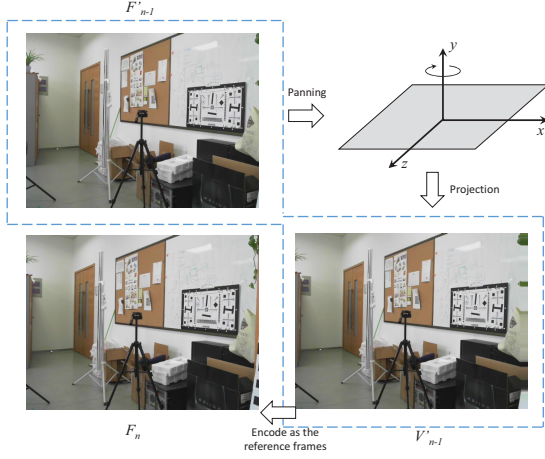 F'n-1
Panning
y
x
z
Projection
Fn
Encode as the
reference frames
V'n-1